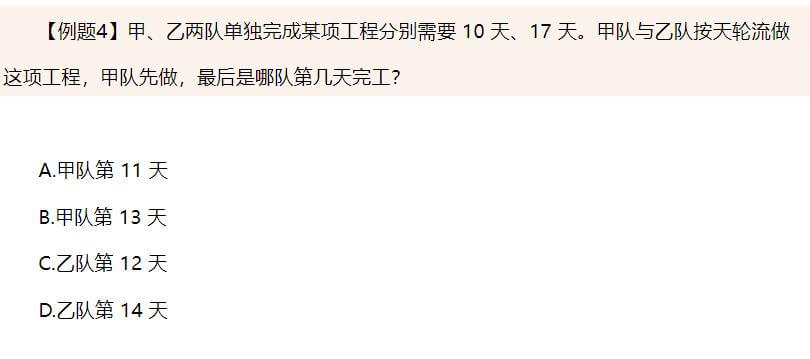 【例题4】甲、乙两队单独完成某项工程分别需要 10 天、17 天。甲队与乙队按天轮流做
这项工程，甲队先做，最后是哪队第几天完工？
A.甲队第 11 天
B.甲队第 13 天
C.乙队第 12 天
D.乙队第 14 天